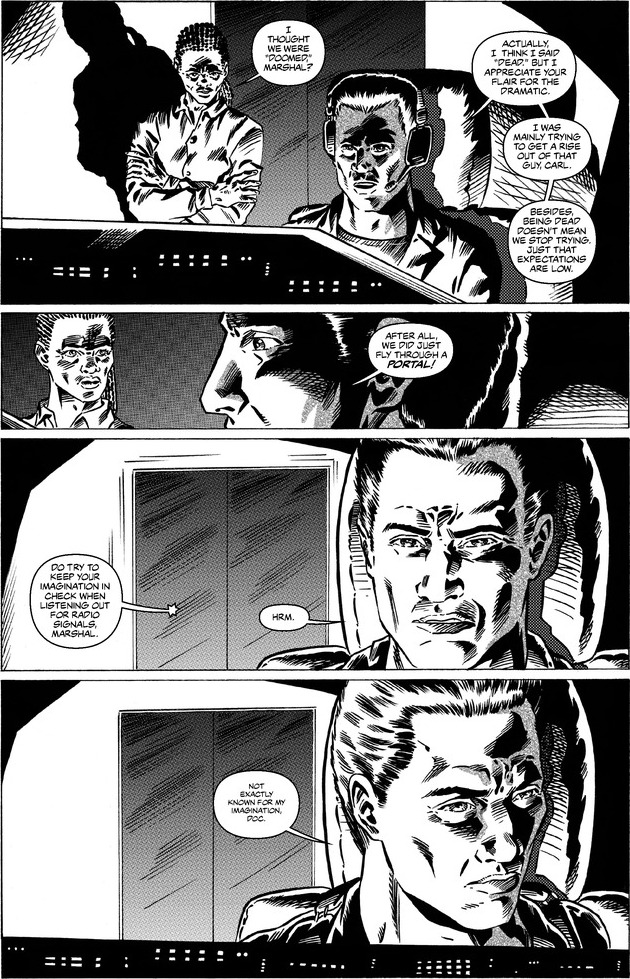 I
THOUGHT
WE WERE
"DOOMED,"
MARSHAL?
ACTUALLY,
I THINK I SAID
"DEAD." BUT I
APPRECIATE YOUR
FLAIR FOR THE
DRAMATIC.
I WAS
MAINLY TRYING
TO GET A RISE
OUT OF THAT
GUY, CARL.
BESIDES,
BEING DEAD
DOESN'T MEAN
WE STOP TRYING.
JUST THAT
EXPECTATIONS
ARE LOW.
AFTER ALL,
WE DID JUST
FLY THROUGH A
PORTAL!
DO TRY TO
KEEP YOUR
IMAGINATION IN
CHECK WHEN
LISTENING OUT
FOR RADIO
SIGNALS,
MARSHAL.
HRM.
NOT
EXACTLY
KNOWN FOR MY
IMAGINATION,
DOC.